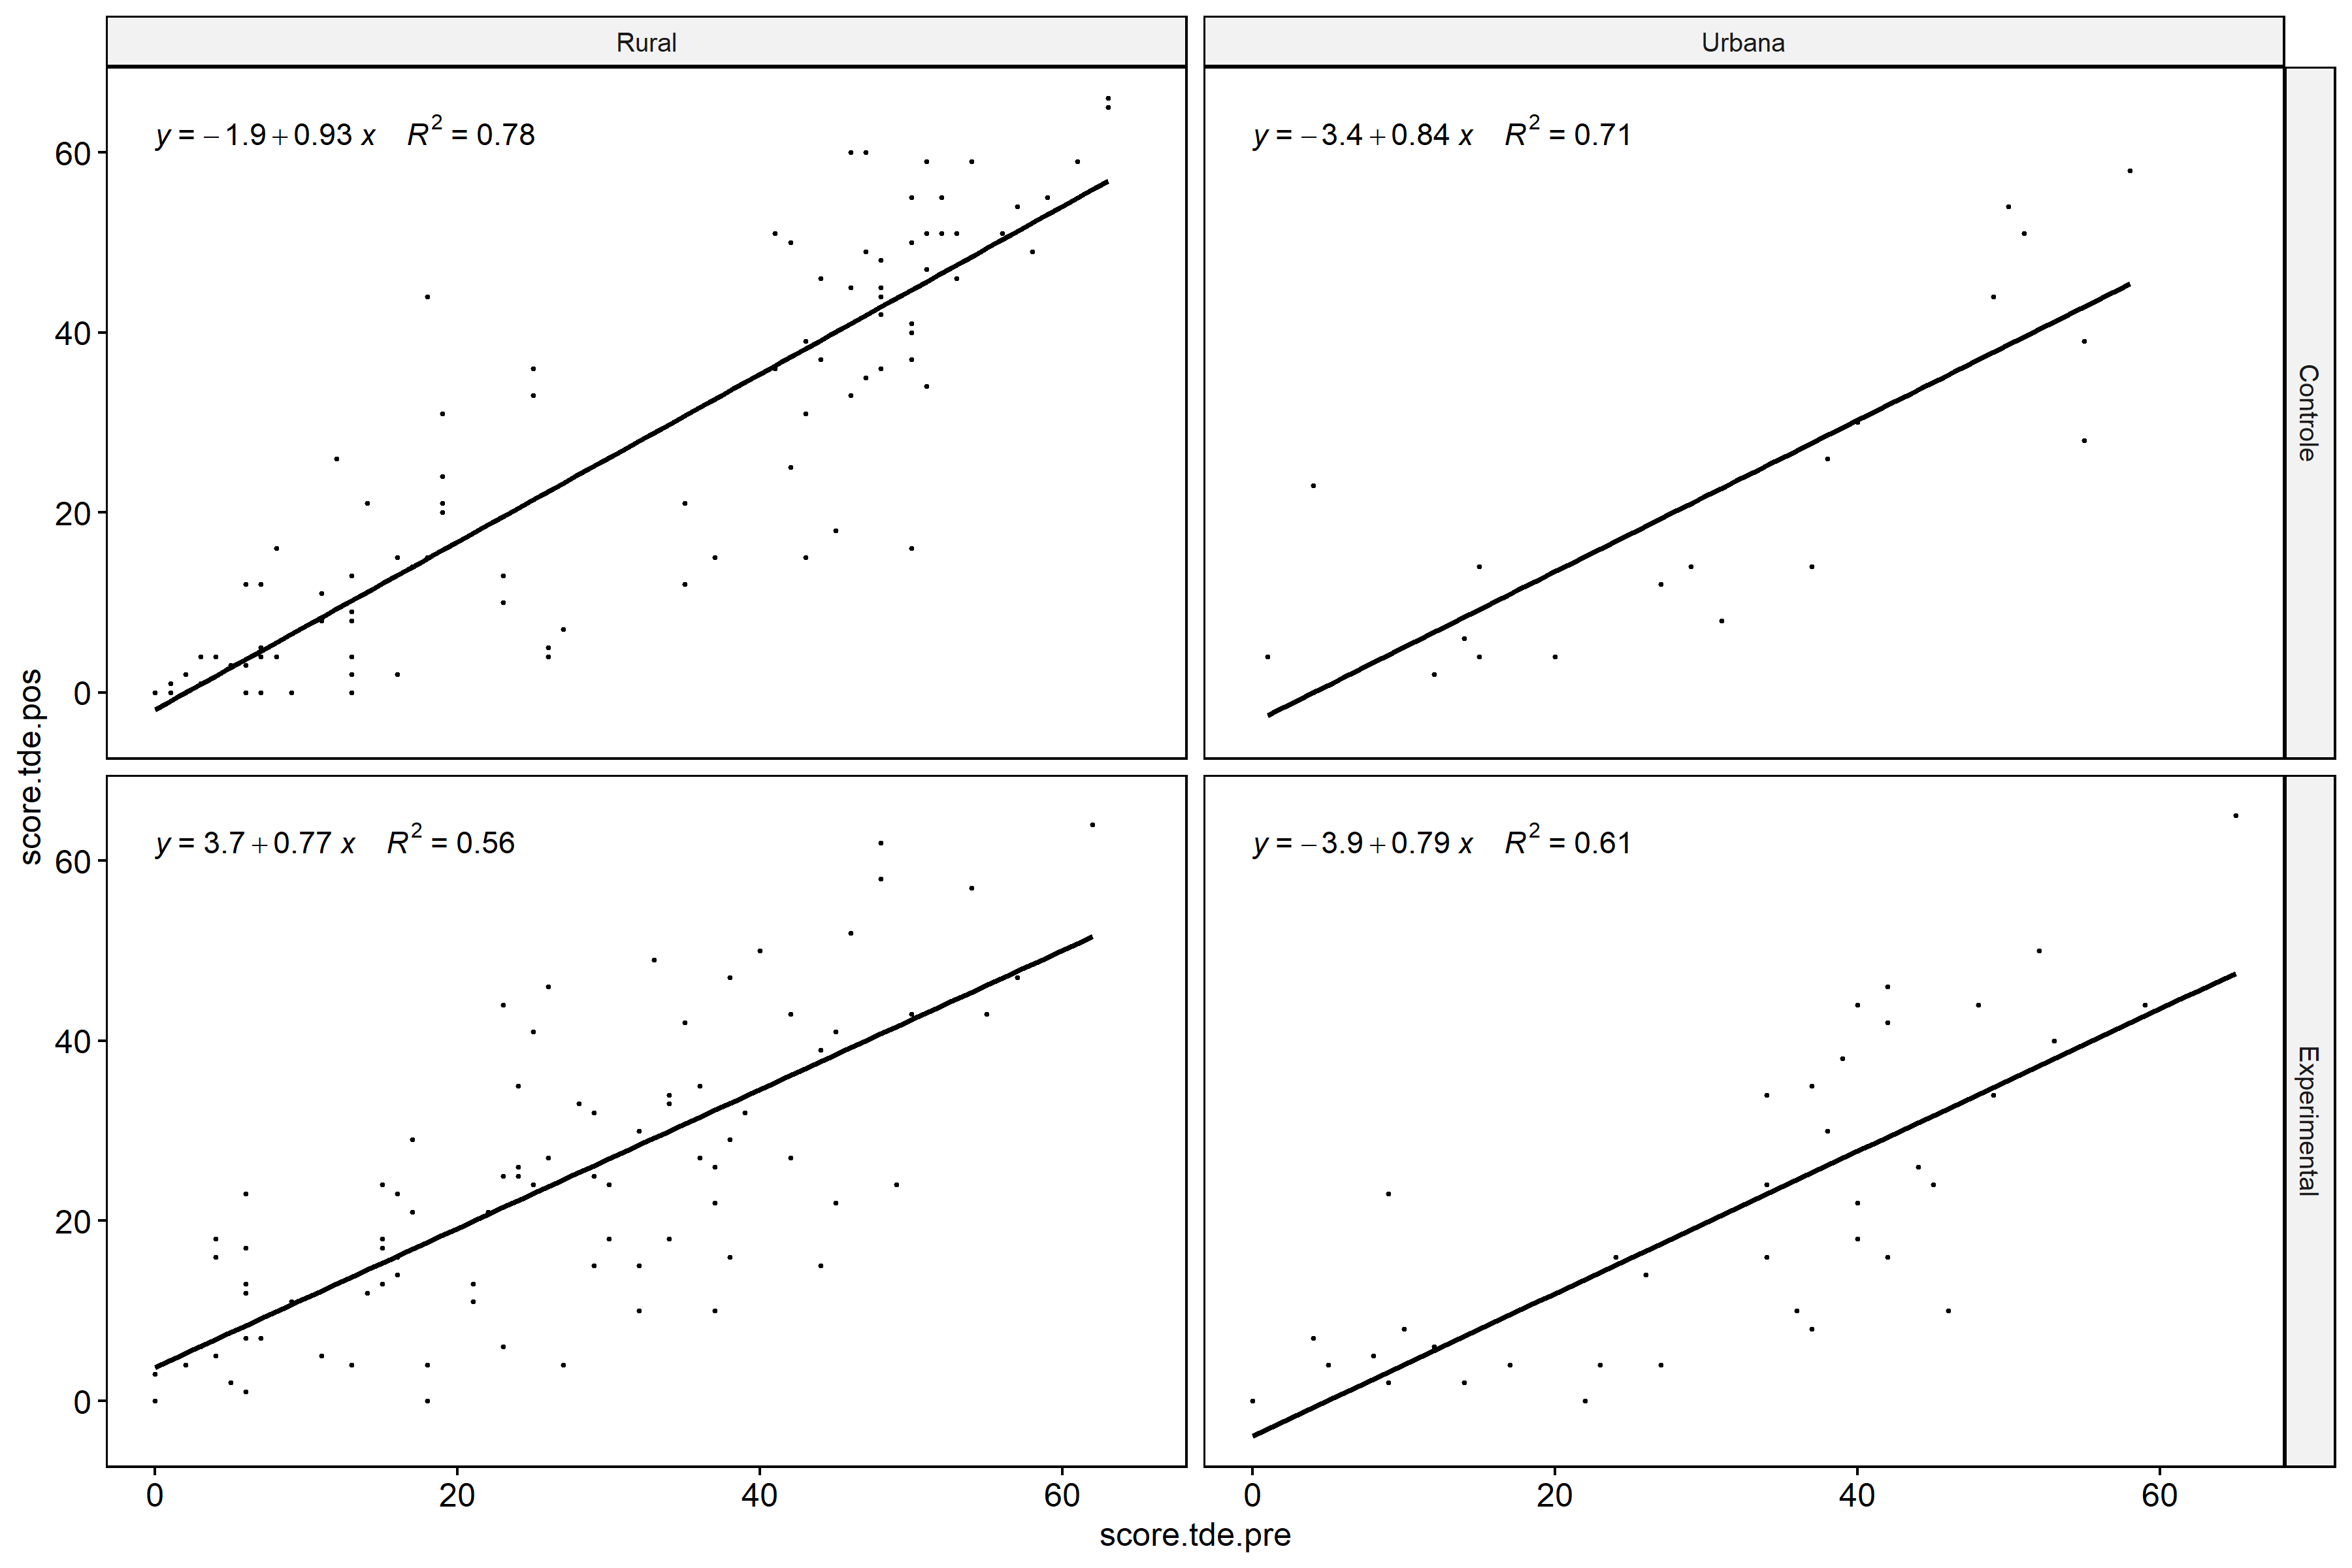 Rural
Urbana
y = −1.9+0.93 x R² = 0.78
y = −3.4+0.84 x R² = 0.71
60
40
20
0
Controle
y = 3.7+0.77 x R² = 0.56
y = −3.9+0.79 x R² = 0.61
60
40
20
0
Experimental
score.tde.pos
0 20 40 60
0 20 40 60
score.tde.pre